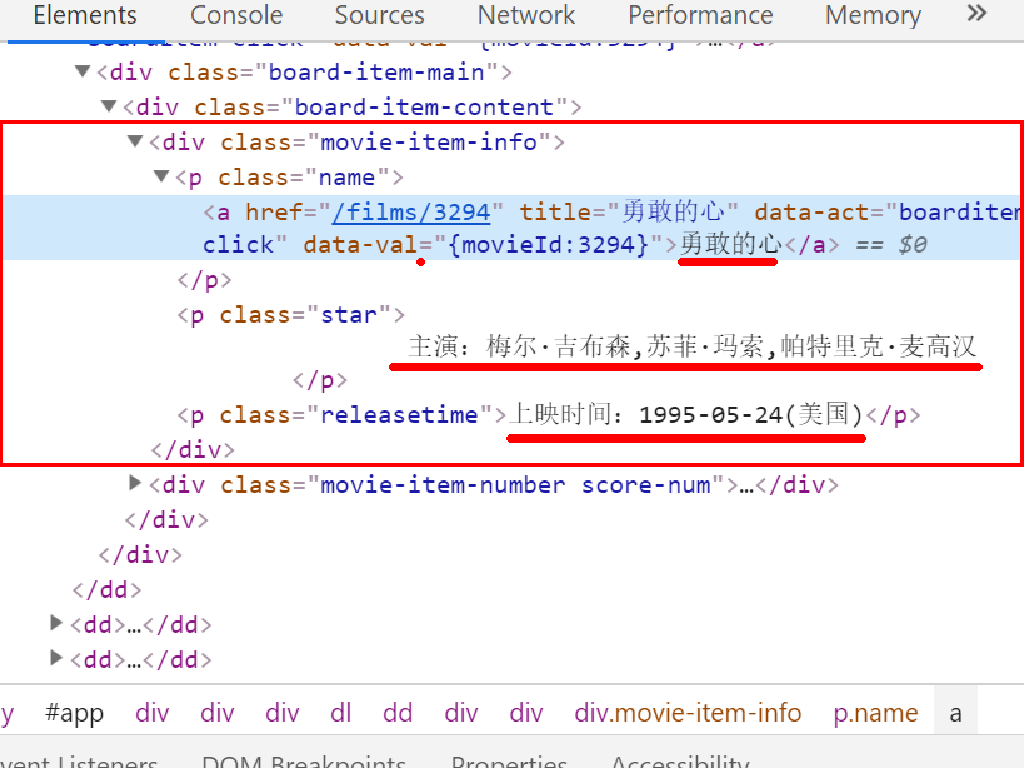 Elements Console Sources Network Performance Memory »
boarditem-click" data-val="{movieId:3294}">…</a>
▼<div class="board-item-main">
▼<div class="board-item-content">
▼<div class="movie-item-info">
▼<p class="name">
<a href="/films/3294" title="勇敢的心" data-act="boarditem
click" data-val="{movieId:3294}">勇敢的心</a> == $0
</p>
<p class="star">
主演：梅尔·吉布森,苏菲·玛索,帕特里克·麦高汉
</p>
<p class="releasetime">上映时间：1995-05-24(美国)</p>
</div>
▶<div class="movie-item-number score-num">…</div>
</div>
</div>
</dd>
▶<dd>…</dd>
▶<dd>…</dd>
y #app div div div dl dd div div div.movie-item-info p.name a
vent Listeners DOM Breakpoints Properties Accessibility